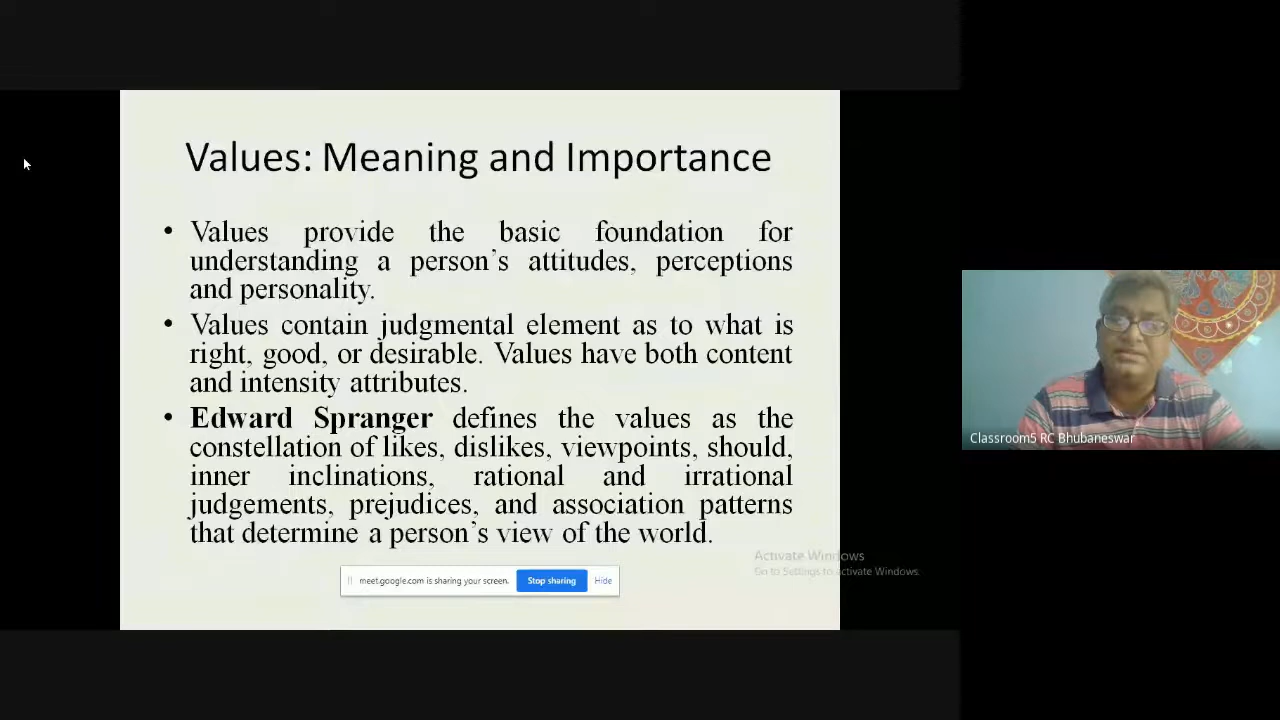 Values: Meaning and Importance
• Values provide the basic foundation for
understanding a person's attitudes, perceptions
and personality.
• Values contain judgmental element as to what is
right, good, or desirable. Values have both content
and intensity attributes.
• Edward Spranger defines the values as the
constellation of likes, dislikes, viewpoints, should,
inner inclinations, rational and irrational
judgements, prejudices, and association patterns
that determine a person's view of the world.
Activate Windows
Go to Settings to activate Windows.
meet.google.com is sharing your screen.
Stop sharing
Hide
Classroom5 RC Bhubaneswar